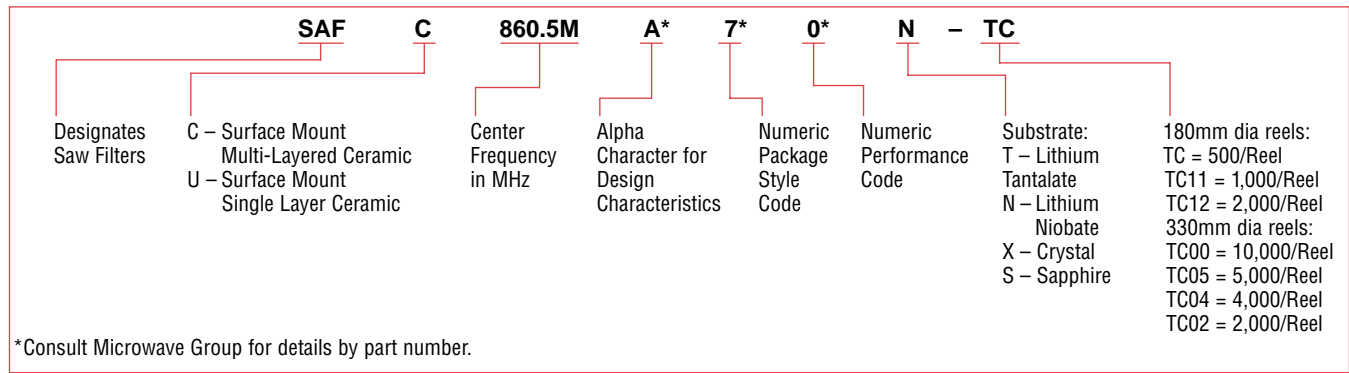 SAF C 860.5M A* 7* 0* N – TC
Designates
Saw Filters
C – Surface Mount
Multi-Layered Ceramic
U – Surface Mount
Single Layer Ceramic
Center
Frequency
in MHz
Alpha
Character for
Design
Characteristics
Numeric
Package
Style
Code
Numeric
Performance
Code
Substrate:
T – Lithium
Tantalate
N – Lithium
Niobate
X – Crystal
S – Sapphire
180mm dia reels:
TC = 500/Reel
TC11 = 1,000/Reel
TC12 = 2,000/Reel
330mm dia reels:
TC00 = 10,000/Reel
TC05 = 5,000/Reel
TC04 = 4,000/Reel
TC02 = 2,000/Reel
*Consult Microwave Group for details by part number.